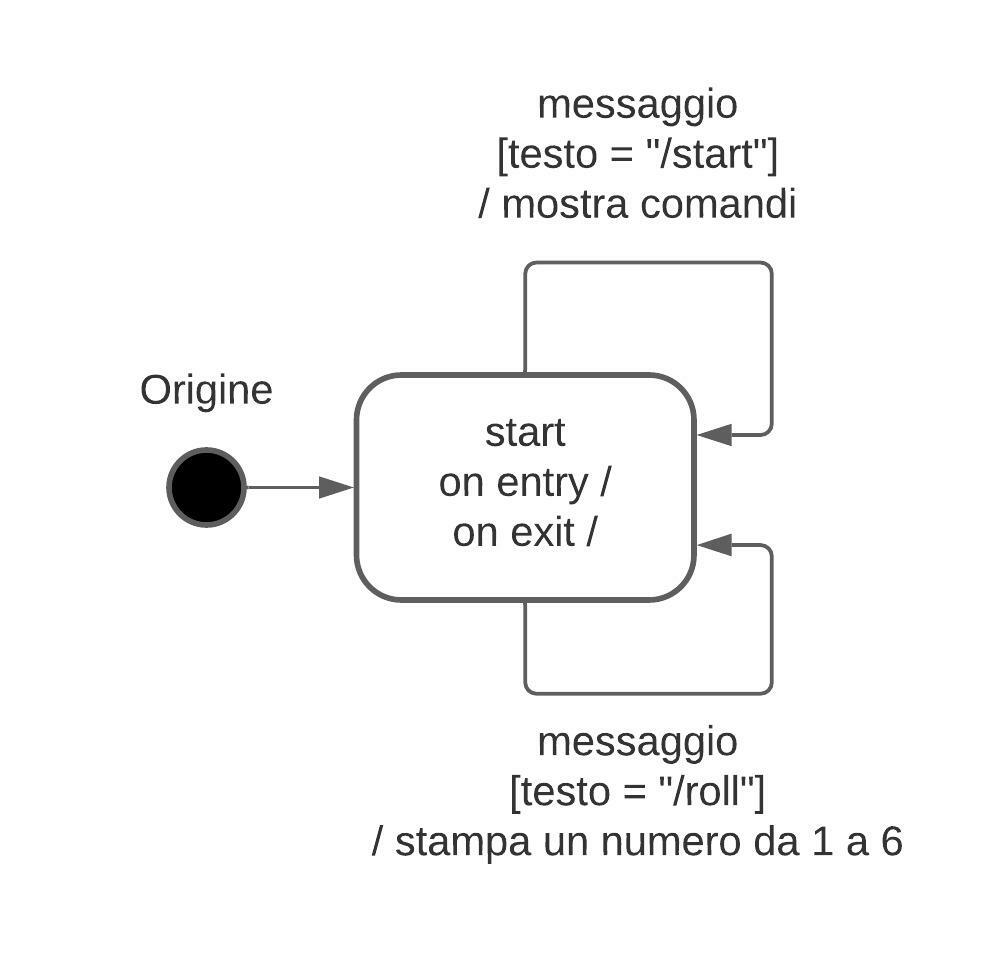 messaggio
[testo = "/start"]
/ mostra comandi
Origine
start
on entry /
on exit /
messaggio
[testo = "/roll"]
/ stampa un numero da 1 a 6